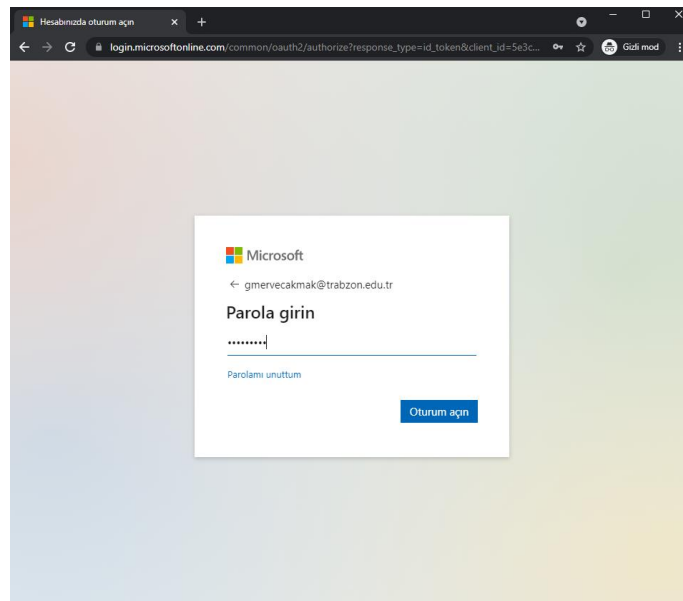 Hesabınızda oturum açın
login.microsoftonline.com/common/oauth2/authorize?response_type=id_token&client_id=5e3c...
Gizli mod
Microsoft
gmervecakmak@trabzon.edu.tr
Parola girin
Parolamı unuttum
Oturum açın